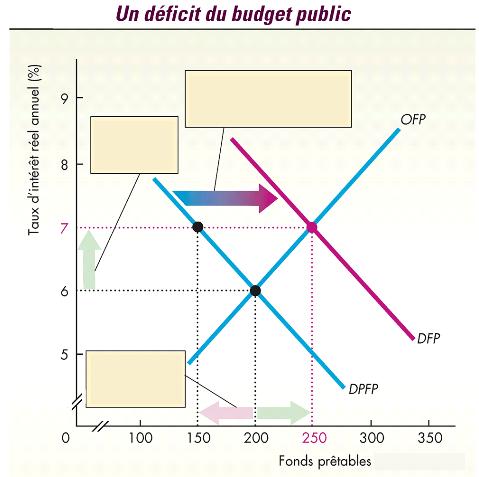 Un déficit du budget public
Taux d'intérêt réel annuel (%)
9
8
7
6
5
0
100
150
200
250
300
350
OFP
DFP
DPFP
Fonds prêtables